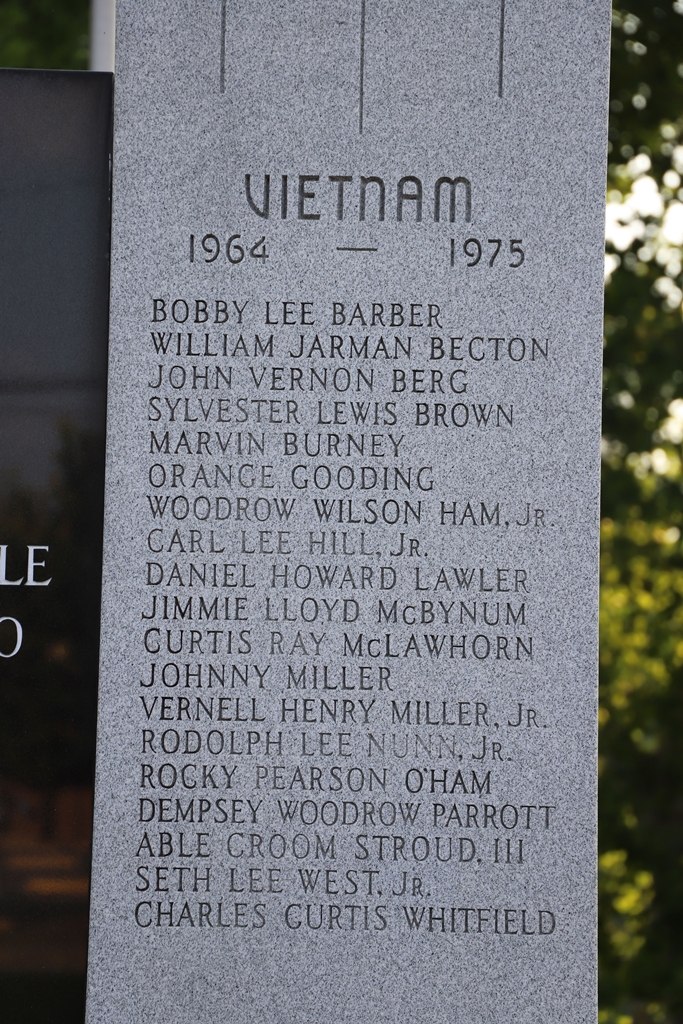 VIETNAM
1964 — 1975
BOBBY LEE BARBER
WILLIAM JARMAN BECTON
JOHN VERNON BERG
SYLVESTER LEWIS BROWN
MARVIN BURNEY
ORANGE GOODING
WOODROW WILSON HAM, JR.
CARL LEE HILL, JR.
DANIEL HOWARD LAWLER
JIMMIE LLOYD McBYNUM
CURTIS RAY McLAWHORN
JOHNNY MILLER
VERNELL HENRY MILLER, JR.
RODOLPH LEE NUNN, JR.
ROCKY PEARSON O'HAM
DEMPSEY WOODROW PARROTT
ABLE CROOM STROUD, III
SETH LEE WEST, JR.
CHARLES CURTIS WHITFIELD
LE
O